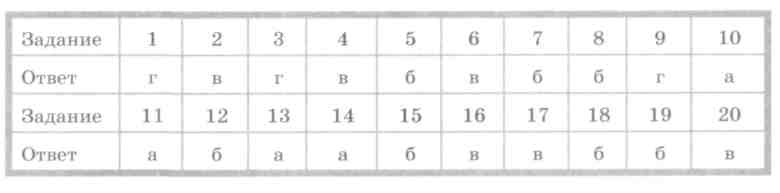 Задание 1 2 3 4 5 6 7 8 9 10
Ответ г в г в б в б б г а
Задание 11 12 13 14 15 16 17 18 19 20
Ответ а б а а б в в б б в